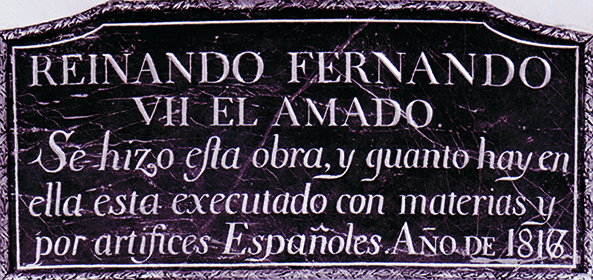 REINANDO FERNANDO
VII EL AMADO.
Se hizo eſta obra, y quanto hay en
ella esta executado con materias y
por artifices Españoles. AÑO DE